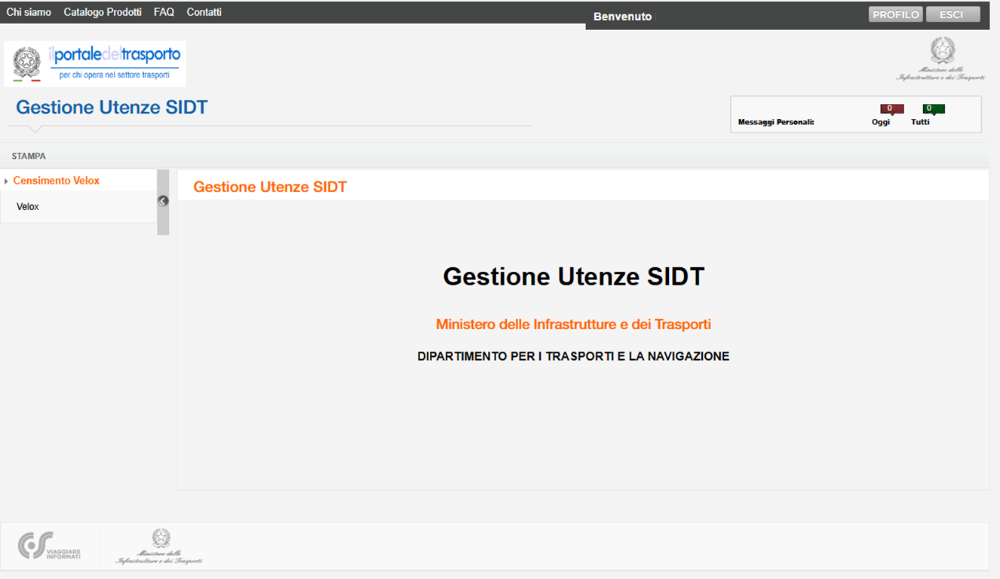 Chi siamo Catalogo Prodotti FAQ Contatti
Benvenuto
PROFILO ESCI
ilportaledeltrasporto
per chi opera nel settore trasporti
Ministero delle
Infrastrutture e dei Trasporti
Gestione Utenze SIDT
0 0
Messaggi Personali: Oggi Tutti
STAMPA
Censimento Velox
Velox
Gestione Utenze SIDT
Gestione Utenze SIDT
Ministero delle Infrastrutture e dei Trasporti
DIPARTIMENTO PER I TRASPORTI E LA NAVIGAZIONE
VIAGGIARE
INFORMATI
Ministero delle
Infrastrutture e dei Trasporti